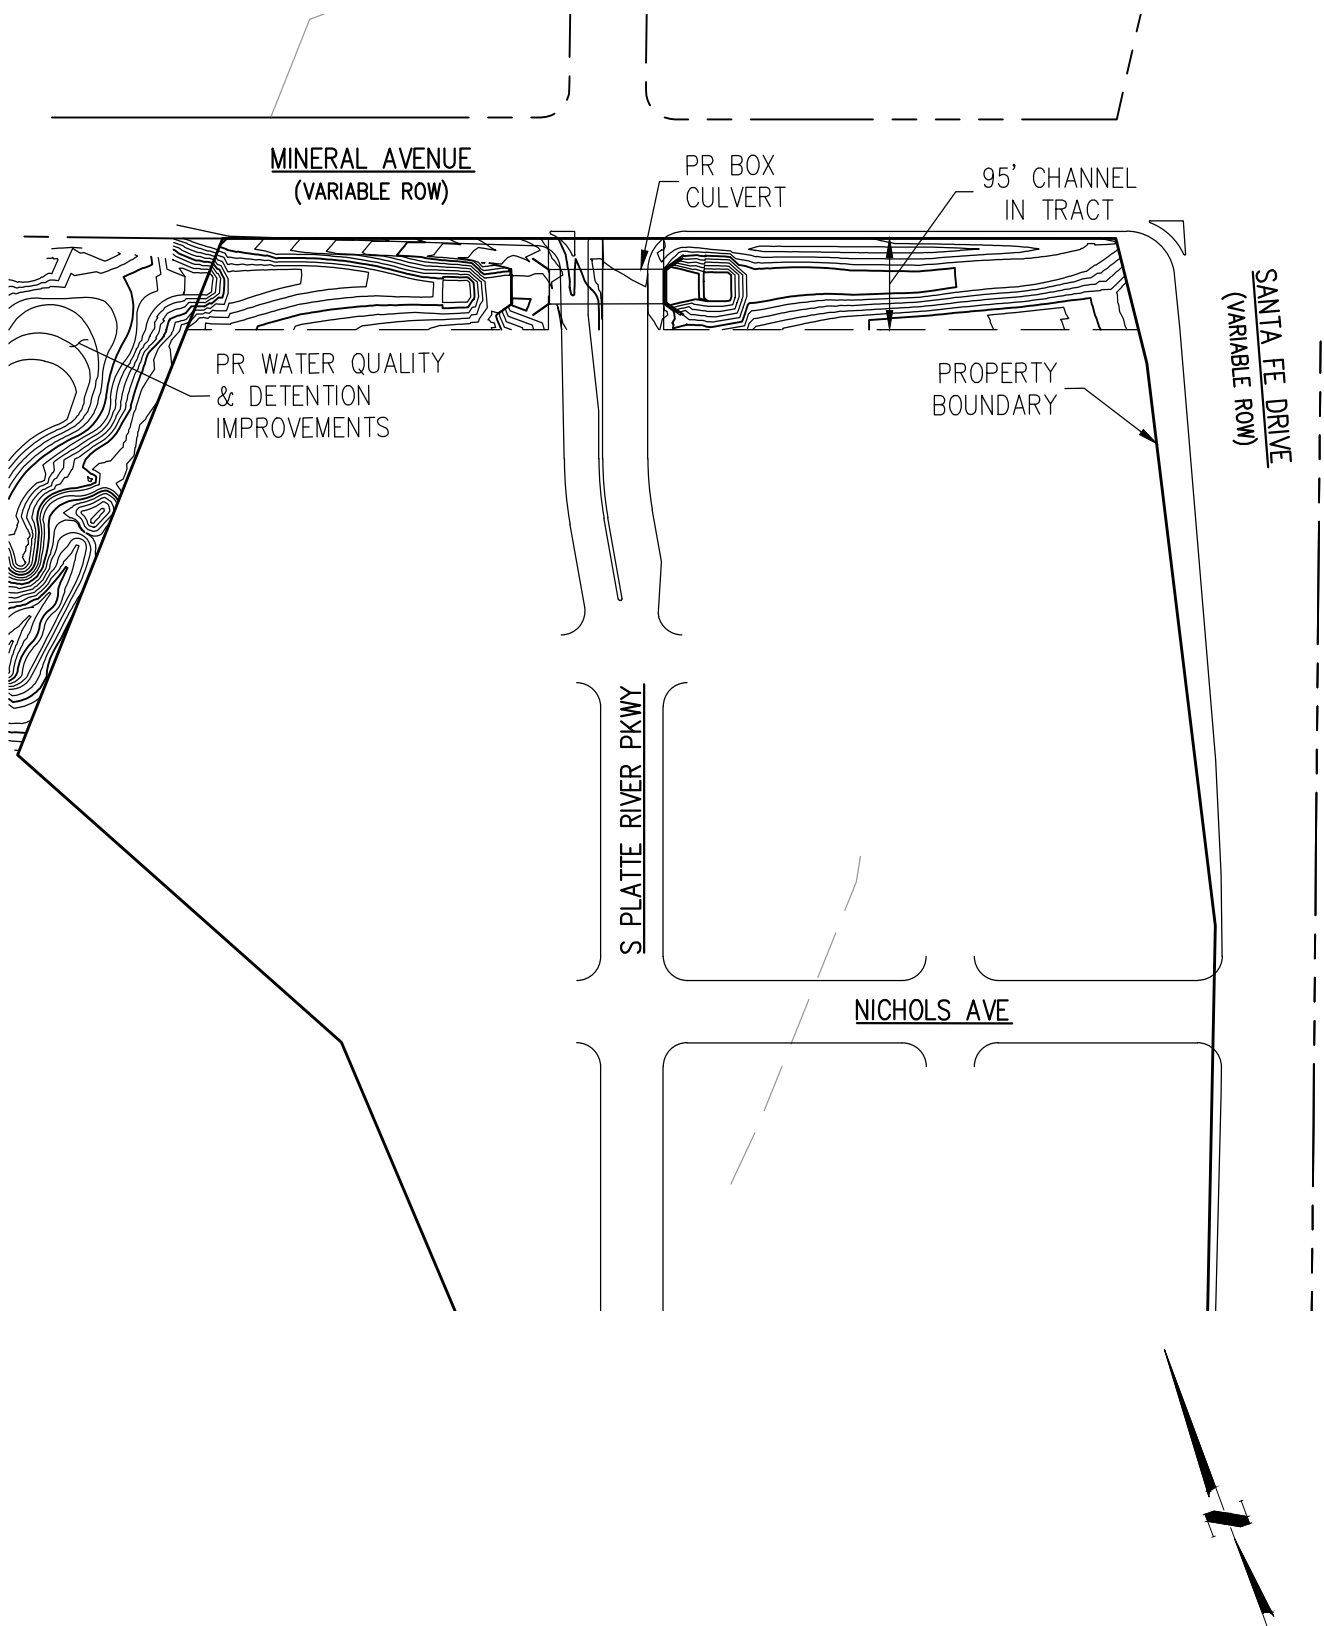 MINERAL AVENUE
(VARIABLE ROW)
PR BOX
CULVERT
95' CHANNEL
IN TRACT
SANTA FE DRIVE
(VARIABLE ROW)
PR WATER QUALITY
& DETENTION
IMPROVEMENTS
PROPERTY
BOUNDARY
S PLATTE RIVER PKWY
NICHOLS AVE
N